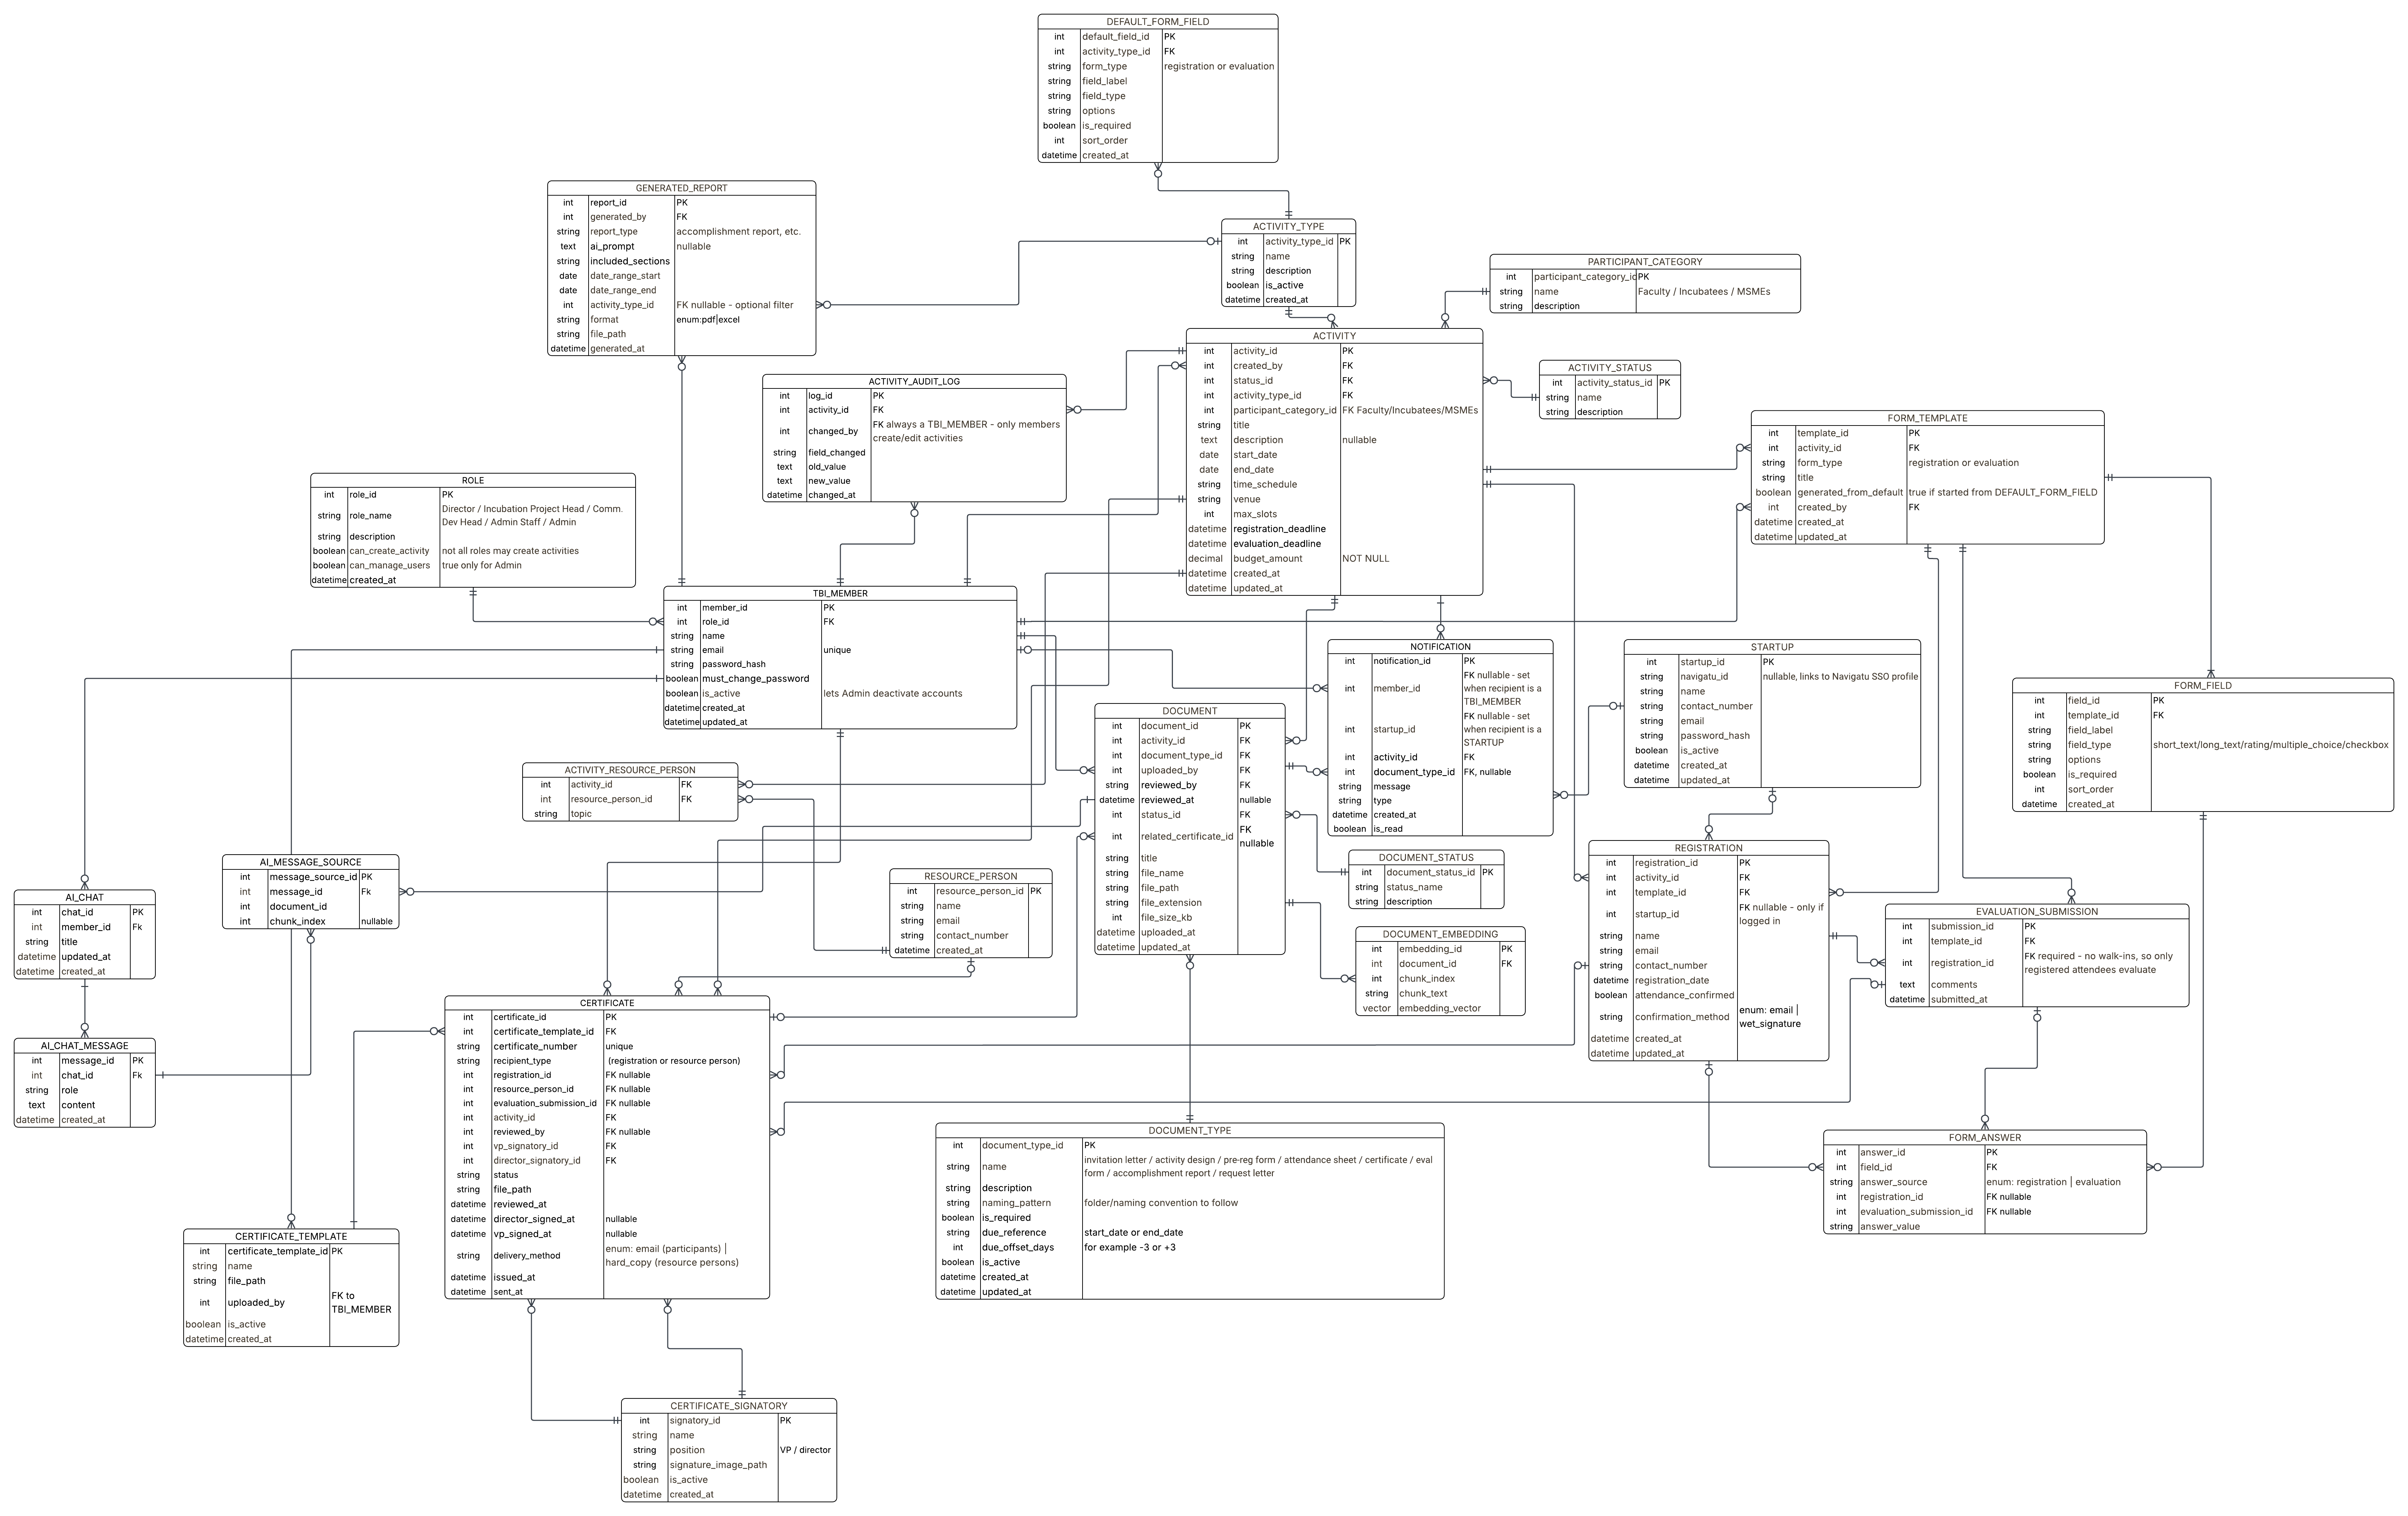 DEFAULT_FORM_FIELD
int default_field_id PK
int activity_type_id FK
string form_type registration or evaluation
string field_label
string field_type
string options
boolean is_required
int sort_order
datetime created_at
GENERATED_REPORT
int report_id PK
int generated_by FK
string report_type accomplishment report, etc.
text ai_prompt nullable
string included_sections
date date_range_start
date date_range_end
int activity_type_id FK nullable - optional filter
string format enum:pdf|excel
string file_path
datetime generated_at
ACTIVITY_TYPE
int activity_type_id PK
string name
string description
boolean is_active
datetime created_at
PARTICIPANT_CATEGORY
int participant_category_id PK
string name Faculty / Incubatees / MSMEs
string description
ACTIVITY
int activity_id PK
int created_by FK
int status_id FK
int activity_type_id FK
int participant_category_id FK Faculty/Incubatees/MSMEs
string title
text description nullable
date start_date
date end_date
string time_schedule
string venue
int max_slots
datetime registration_deadline
datetime evaluation_deadline
decimal budget_amount NOT NULL
datetime created_at
datetime updated_at
ACTIVITY_STATUS
int activity_status_id PK
string name
string description
ACTIVITY_AUDIT_LOG
int log_id PK
int activity_id FK
int changed_by FK always a TBI_MEMBER - only members
create/edit activities
string field_changed
text old_value
text new_value
datetime changed_at
FORM_TEMPLATE
int template_id PK
int activity_id FK
string form_type registration or evaluation
string title
boolean generated_from_default true if started from DEFAULT_FORM_FIELD
int created_by FK
datetime created_at
datetime updated_at
ROLE
int role_id PK
string role_name Director / Incubation Project Head / Comm.
Dev Head / Admin Staff / Admin
string description
boolean can_create_activity not all roles may create activities
boolean can_manage_users true only for Admin
datetime created_at
TBI_MEMBER
int member_id PK
int role_id FK
string name
string email unique
string password_hash
boolean must_change_password
boolean is_active lets Admin deactivate accounts
datetime created_at
datetime updated_at
NOTIFICATION
int notification_id PK
int member_id FK nullable - set
when recipient is a
TBI_MEMBER
int startup_id FK nullable - set
when recipient is a
STARTUP
int activity_id FK
int document_type_id FK, nullable
string message
string type
datetime created_at
boolean is_read
STARTUP
int startup_id PK
string navigatu_id nullable, links to Navigatu SSO profile
string name
string contact_number
string email
string password_hash
boolean is_active
datetime created_at
datetime updated_at
FORM_FIELD
int field_id PK
int template_id FK
string field_label
string field_type short_text/long_text/rating/multiple_choice/checkbox
string options
boolean is_required
int sort_order
datetime created_at
DOCUMENT
int document_id PK
int activity_id FK
int document_type_id FK
int uploaded_by FK
string reviewed_by FK
datetime reviewed_at nullable
int status_id FK
int related_certificate_id FK
nullable
string title
string file_name
string file_path
string file_extension
int file_size_kb
datetime uploaded_at
datetime updated_at
ACTIVITY_RESOURCE_PERSON
int activity_id FK
int resource_person_id FK
string topic
AI_MESSAGE_SOURCE
int message_source_id PK
int message_id Fk
int document_id
int chunk_index nullable
AI_CHAT
int chat_id PK
int member_id Fk
string title
datetime updated_at
datetime created_at
RESOURCE_PERSON
int resource_person_id PK
string name
string email
string contact_number
datetime created_at
DOCUMENT_STATUS
int document_status_id PK
string status_name
string description
REGISTRATION
int registration_id PK
int activity_id FK
int template_id FK
int startup_id FK nullable - only if
logged in
string name
string email
string contact_number
datetime registration_date
boolean attendance_confirmed
string confirmation_method enum: email |
wet_signature
datetime created_at
datetime updated_at
EVALUATION_SUBMISSION
int submission_id PK
int template_id FK
int registration_id FK required - no walk-ins, so only
registered attendees evaluate
text comments
datetime submitted_at
DOCUMENT_EMBEDDING
int embedding_id PK
int document_id FK
int chunk_index
string chunk_text
vector embedding_vector
CERTIFICATE
int certificate_id PK
int certificate_template_id FK
string certificate_number unique
string recipient_type (registration or resource person)
int registration_id FK nullable
int resource_person_id FK nullable
int evaluation_submission_id FK nullable
int activity_id FK
int reviewed_by FK nullable
int vp_signatory_id FK
int director_signatory_id FK
string status
string file_path
datetime reviewed_at
datetime director_signed_at nullable
datetime vp_signed_at nullable
string delivery_method enum: email (participants) |
hard_copy (resource persons)
datetime issued_at
datetime sent_at
AI_CHAT_MESSAGE
int message_id PK
int chat_id Fk
string role
text content
datetime created_at
DOCUMENT_TYPE
int document_type_id PK
string name invitation letter / activity design / pre-reg form / attendance sheet / certificate / eval
form / accomplishment report / request letter
string description
string naming_pattern folder/naming convention to follow
boolean is_required
string due_reference start_date or end_date
int due_offset_days for example -3 or +3
boolean is_active
datetime created_at
datetime updated_at
FORM_ANSWER
int answer_id PK
int field_id FK
string answer_source enum: registration | evaluation
int registration_id FK nullable
int evaluation_submission_id FK nullable
string answer_value
CERTIFICATE_TEMPLATE
int certificate_template_id PK
string name
string file_path
int uploaded_by FK to
TBI_MEMBER
boolean is_active
datetime created_at
CERTIFICATE_SIGNATORY
int signatory_id PK
string name
string position VP / director
string signature_image_path
boolean is_active
datetime created_at